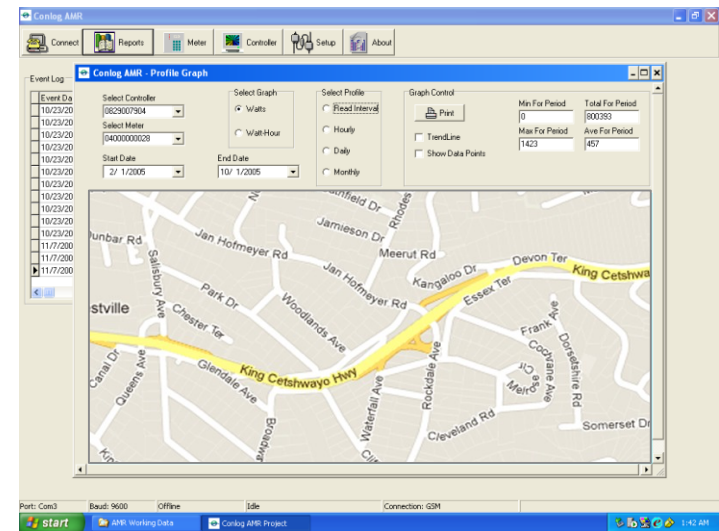 Conlog AMR
Connect Reports Meter Controller Setup About
Event Log
Event Da
10/23/20
10/23/20
10/23/20
10/23/20
10/23/20
10/23/20
10/23/20
10/23/20
10/23/20
10/23/20
10/23/20
11/7/200
11/7/200
11/7/200
Conlog AMR - Profile Graph
Select Controller
0829007904
Select Meter
04000000028
Start Date
2/ 1/2005
End Date
10/ 1/2005
Select Graph
Watts
Watt-Hour
Select Profile
Read Interval
Hourly
Daily
Monthly
Graph Control
Print
TrendLine
Show Data Points
Min For Period
0
Total For Period
800393
Max For Period
1423
Ave For Period
457
nfield Dr
Rhodes
Jamieson Dr
Dunbar Rd
Jan Hofmeyer Rd
Meerut Rd
Devon Ter
King Cetshwa
Salisbury Ave
Jan Hofmeyer Rd
Kangaloo Dr
Essex Ter
Park Dr
Woodlands Ave
stville
Chester Ter
Frank Ave
Dorsetshire Rd
Cochrane Ave
Canal Dr
Queens Ave
Glendale Ave
King Cetshwayo Hwy
Rockdale Ave
Waterfall Ave
Cleveland Rd
Somerset Dr
Broadwa
Port: Com3 Baud: 9600 Offline Idle Connection: GSM
start AMR Working Data Conlog AMR Project 1:42 AM